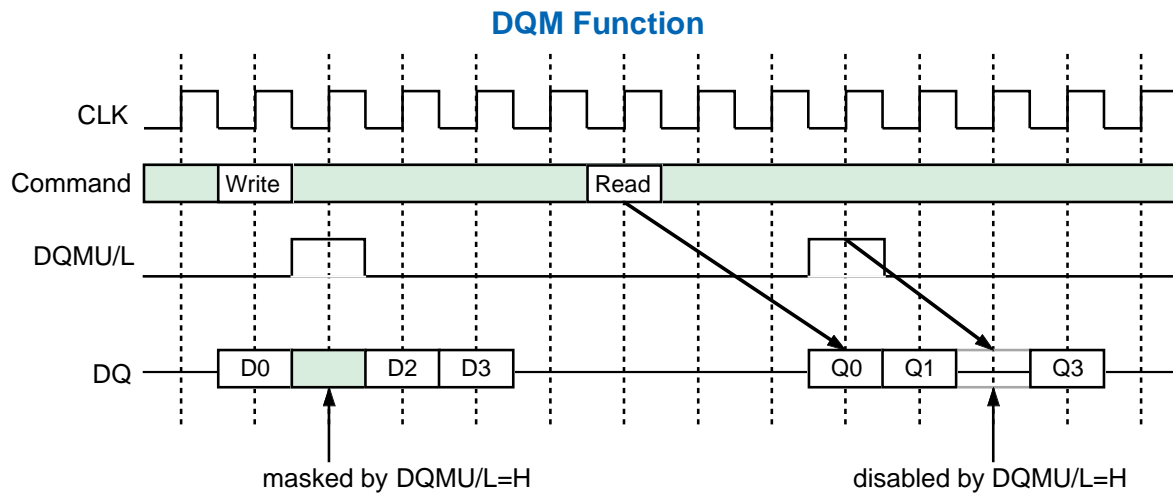 DQM Function
CLK
Command
Write
Read
DQMU/L
DQ
D0
D2
D3
Q0
Q1
Q3
masked by DQMU/L=H
disabled by DQMU/L=H